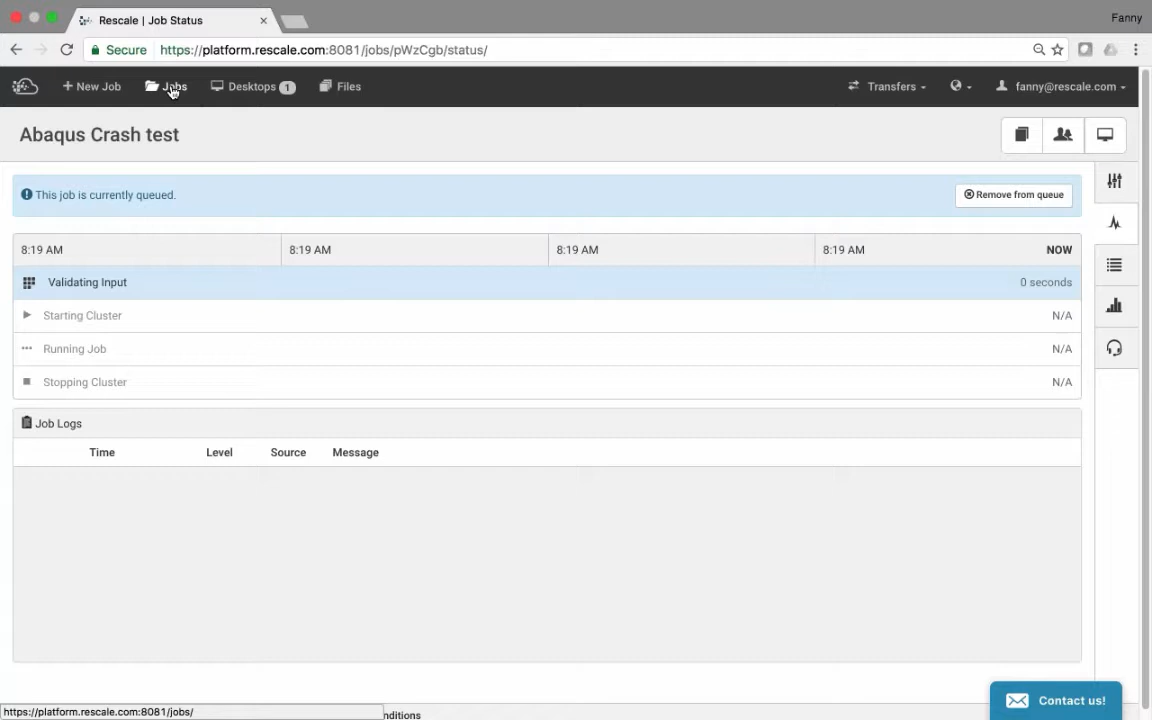 Rescale | Job Status
Fanny
Secure https://platform.rescale.com:8081/jobs/pWzCgb/status/
New Job Jobs Desktops 1 Files Transfers fanny@rescale.com
Abaqus Crash test
This job is currently queued. Remove from queue
8:19 AM 8:19 AM 8:19 AM 8:19 AM NOW
Validating Input 0 seconds
Starting Cluster N/A
Running Job N/A
Stopping Cluster N/A
Job Logs
Time Level Source Message
Contact us!
https://platform.rescale.com:8081/jobs/ nditions